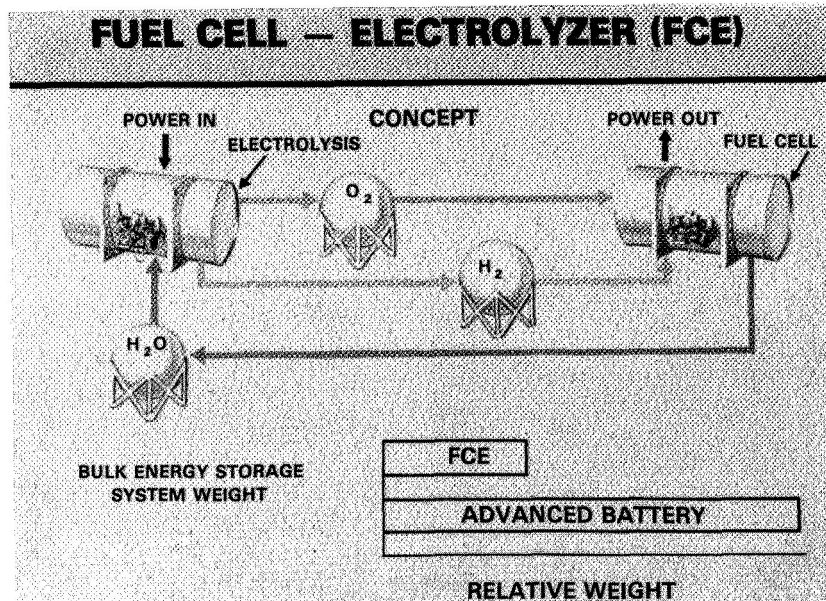 FUEL CELL — ELECTROLYZER (FCE)
CONCEPT
POWER IN
ELECTROLYSIS
POWER OUT
FUEL CELL
O₂
H₂
H₂O
BULK ENERGY STORAGE
SYSTEM WEIGHT
FCE
ADVANCED BATTERY
RELATIVE WEIGHT